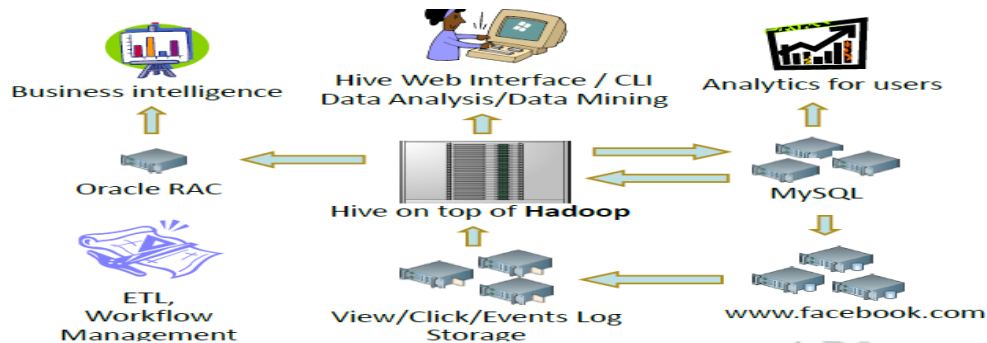 Business intelligence
Hive Web Interface / CLI
Data Analysis/Data Mining
Analytics for users
Oracle RAC
Hive on top of Hadoop
MySQL
ETL,
Workflow
Management
View/Click/Events Log
Storage
www.facebook.com